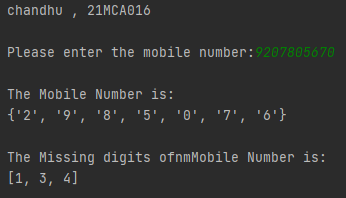 chandhu , 21MCA016
Please enter the mobile number:9207805670
The Mobile Number is:
{'2', '9', '8', '5', '0', '7', '6'}
The Missing digits ofnmMobile Number is:
[1, 3, 4]